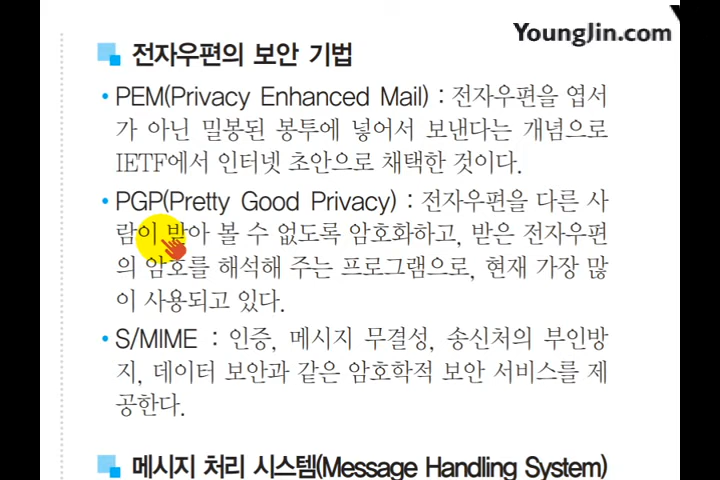 YoungJin.com
전자우편의 보안 기법
• PEM(Privacy Enhanced Mail) : 전자우편을 엽서
가 아닌 밀봉된 봉투에 넣어서 보낸다는 개념으로
IETF에서 인터넷 초안으로 채택한 것이다.
• PGP(Pretty Good Privacy) : 전자우편을 다른 사
람이 받아 볼 수 없도록 암호화하고, 받은 전자우편
의 암호를 해석해 주는 프로그램으로, 현재 가장 많
이 사용되고 있다.
• S/MIME : 인증, 메시지 무결성, 송신처의 부인방
지, 데이터 보안과 같은 암호학적 보안 서비스를 제
공한다.
메시지 처리 시스템(Message Handling System)